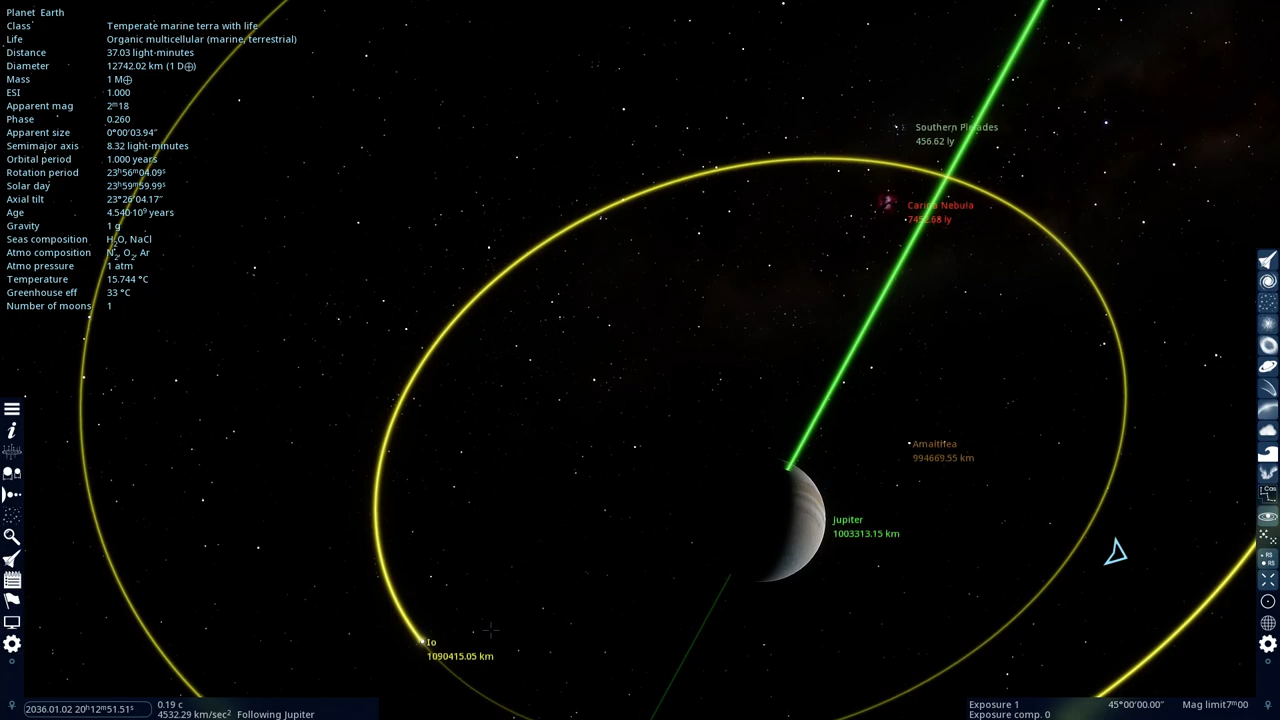 Planet Earth
Class Temperate marine terra with life
Life Organic multicellular (marine, terrestrial)
Distance 37.03 light-minutes
Diameter 12742.02 km (1 D⊕)
Mass 1 M⊕
ESI 1.000
Apparent mag 2ᵐ18
Phase 0.260
Apparent size 0°00′03.94″
Semimajor axis 8.32 light-minutes
Orbital period 1.000 years
Rotation period 23ʰ56ᵐ04.09ˢ
Solar day 23ʰ59ᵐ59.99ˢ
Axial tilt 23°26′04.17″
Age 4.540·10⁹ years
Gravity 1 g
Seas composition H₂O, NaCl
Atmo composition N₂, O₂, Ar
Atmo pressure 1 atm
Temperature 15.744 °C
Greenhouse eff 33 °C
Number of moons 1
Southern Pleiades
456.62 ly
Carina Nebula
7452.68 ly
Amalthea
994669.55 km
Jupiter
1003313.15 km
Io
1090415.05 km
Cas
RS
RS
2036.01.02 20ʰ12ᵐ51.51ˢ
0.19 c
4532.29 km/sec² Following Jupiter
Exposure 1 45°00′00.00″ Mag limit7ᵐ00
Exposure comp. 0